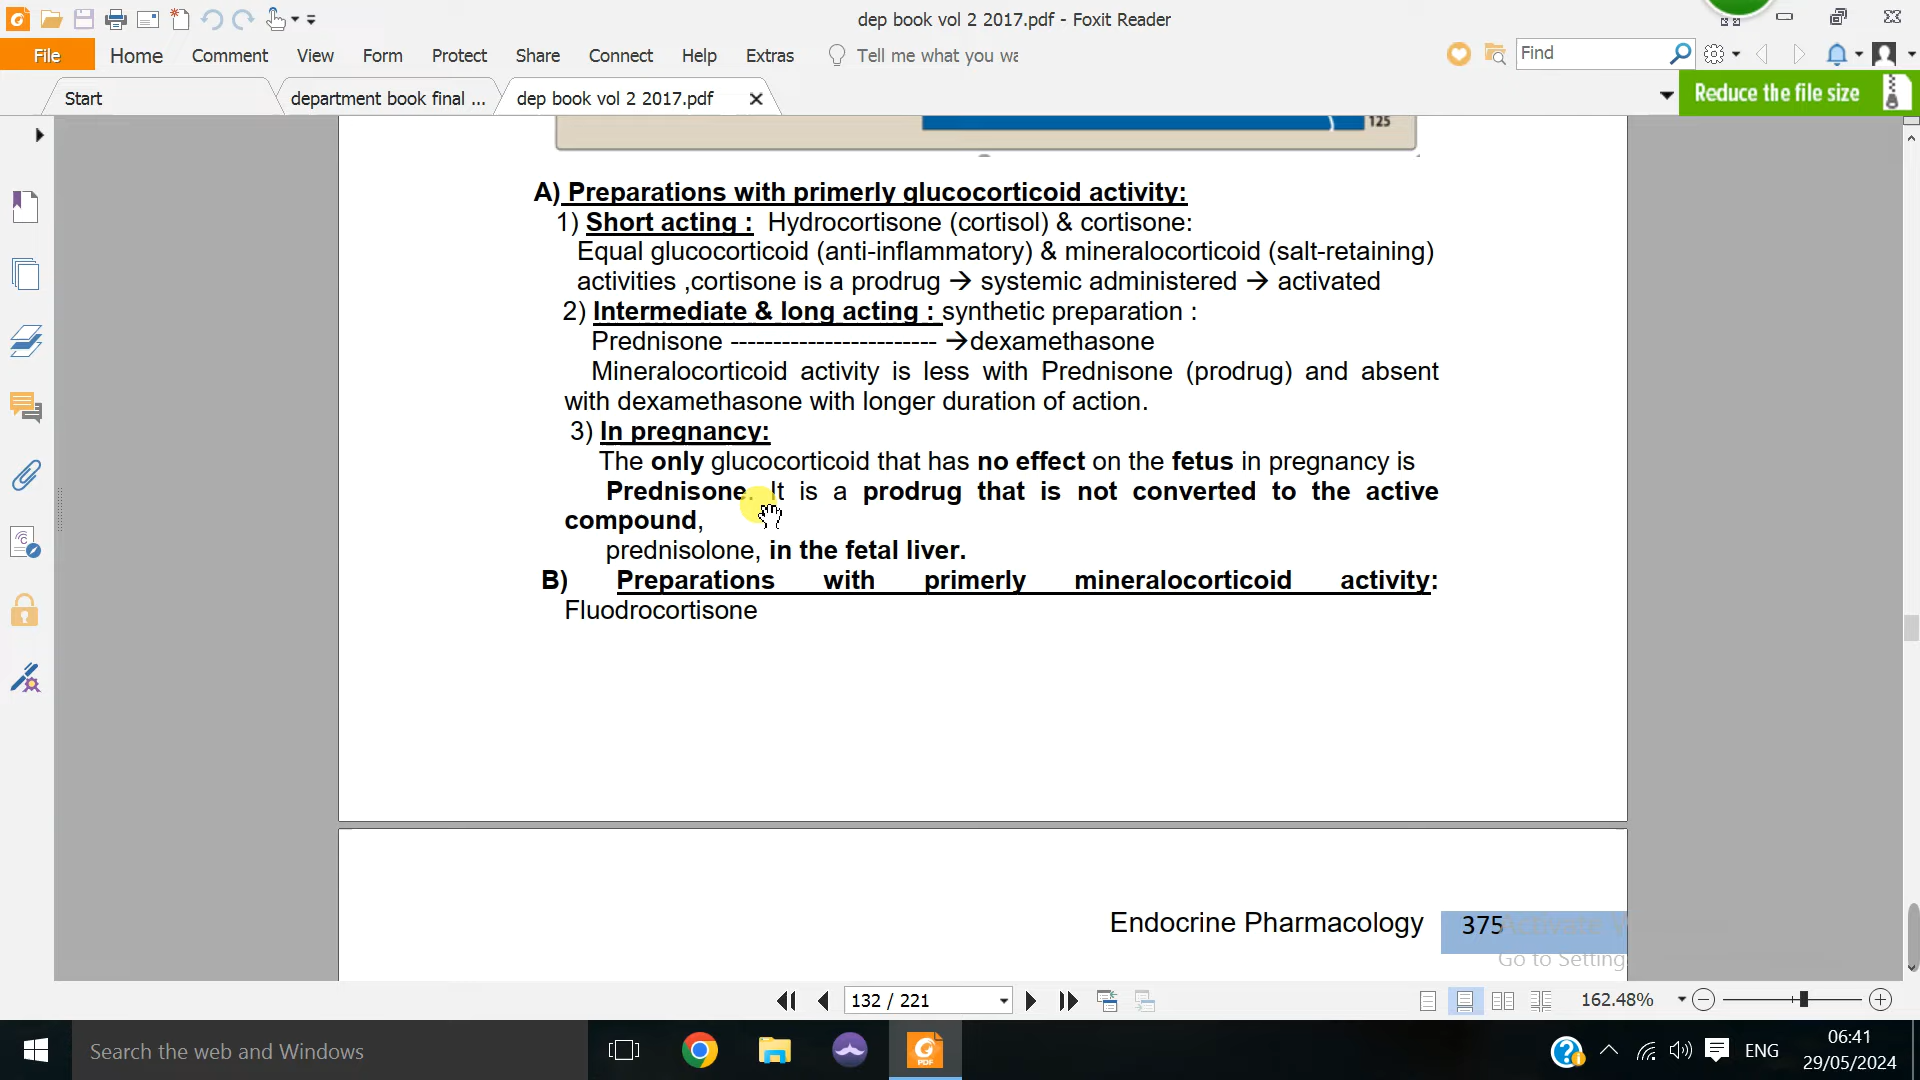 dep book vol 2 2017.pdf - Foxit Reader
File Home Comment View Form Protect Share Connect Help Extras Tell me what you wa
Find
Start department book final ... dep book vol 2 2017.pdf
Reduce the file size
125
A) Preparations with primerly glucocorticoid activity:
1) Short acting : Hydrocortisone (cortisol) & cortisone:
Equal glucocorticoid (anti-inflammatory) & mineralocorticoid (salt-retaining)
activities ,cortisone is a prodrug → systemic administered → activated
2) Intermediate & long acting : synthetic preparation :
Prednisone ------------------------ →dexamethasone
Mineralocorticoid activity is less with Prednisone (prodrug) and absent
with dexamethasone with longer duration of action.
3) In pregnancy:
The only glucocorticoid that has no effect on the fetus in pregnancy is
Prednisone. It is a prodrug that is not converted to the active
compound,
prednisolone, in the fetal liver.
B) Preparations with primerly mineralocorticoid activity:
Fluodrocortisone
Endocrine Pharmacology 375
Go to Setting
132 / 221
162.48%
Search the web and Windows
PDF
ENG
06:41
29/05/2024